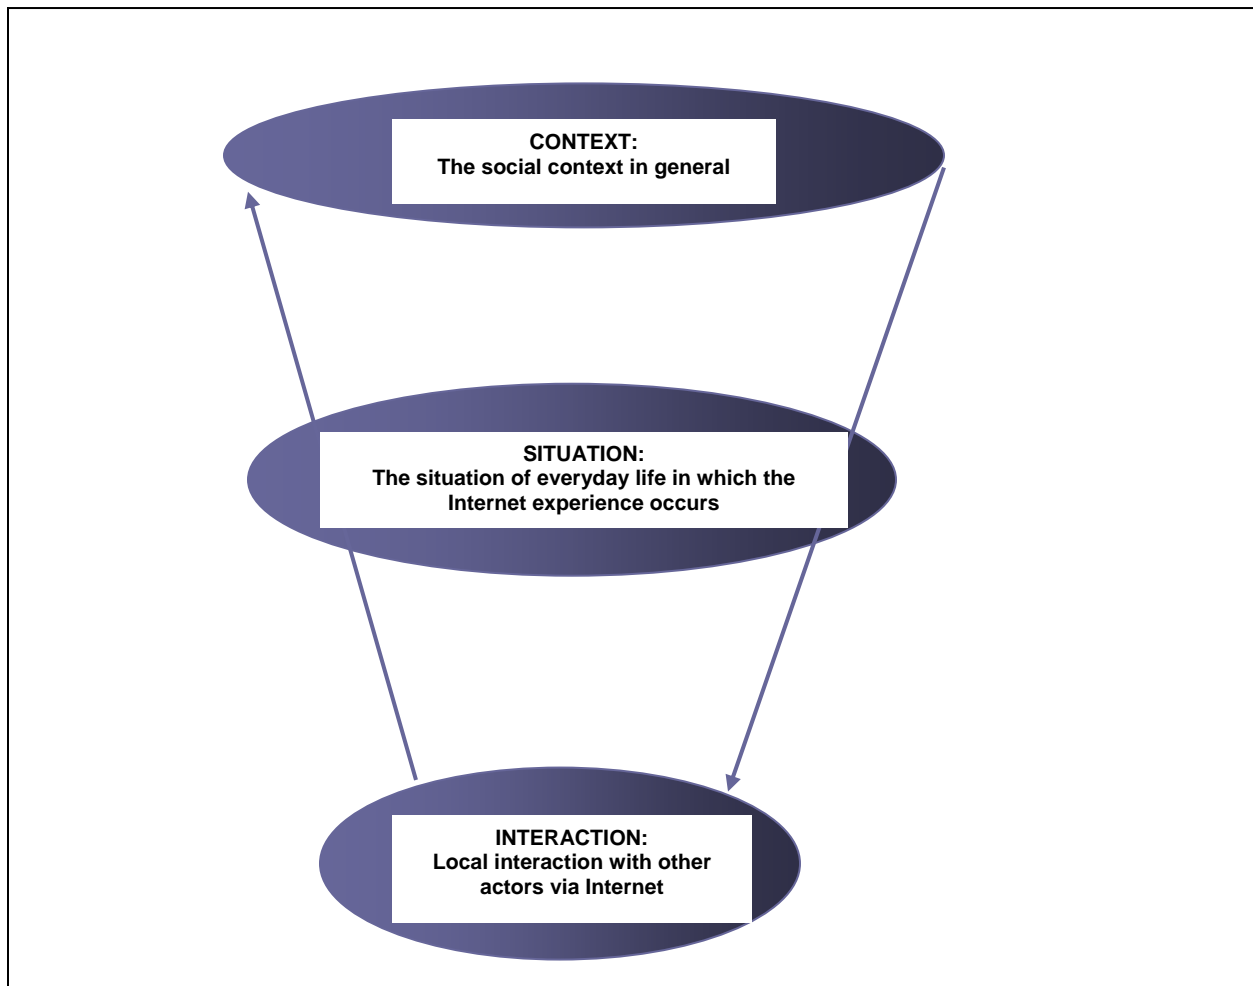 CONTEXT:
The social context in general
SITUATION:
The situation of everyday life in which the
Internet experience occurs
INTERACTION:
Local interaction with other
actors via Internet